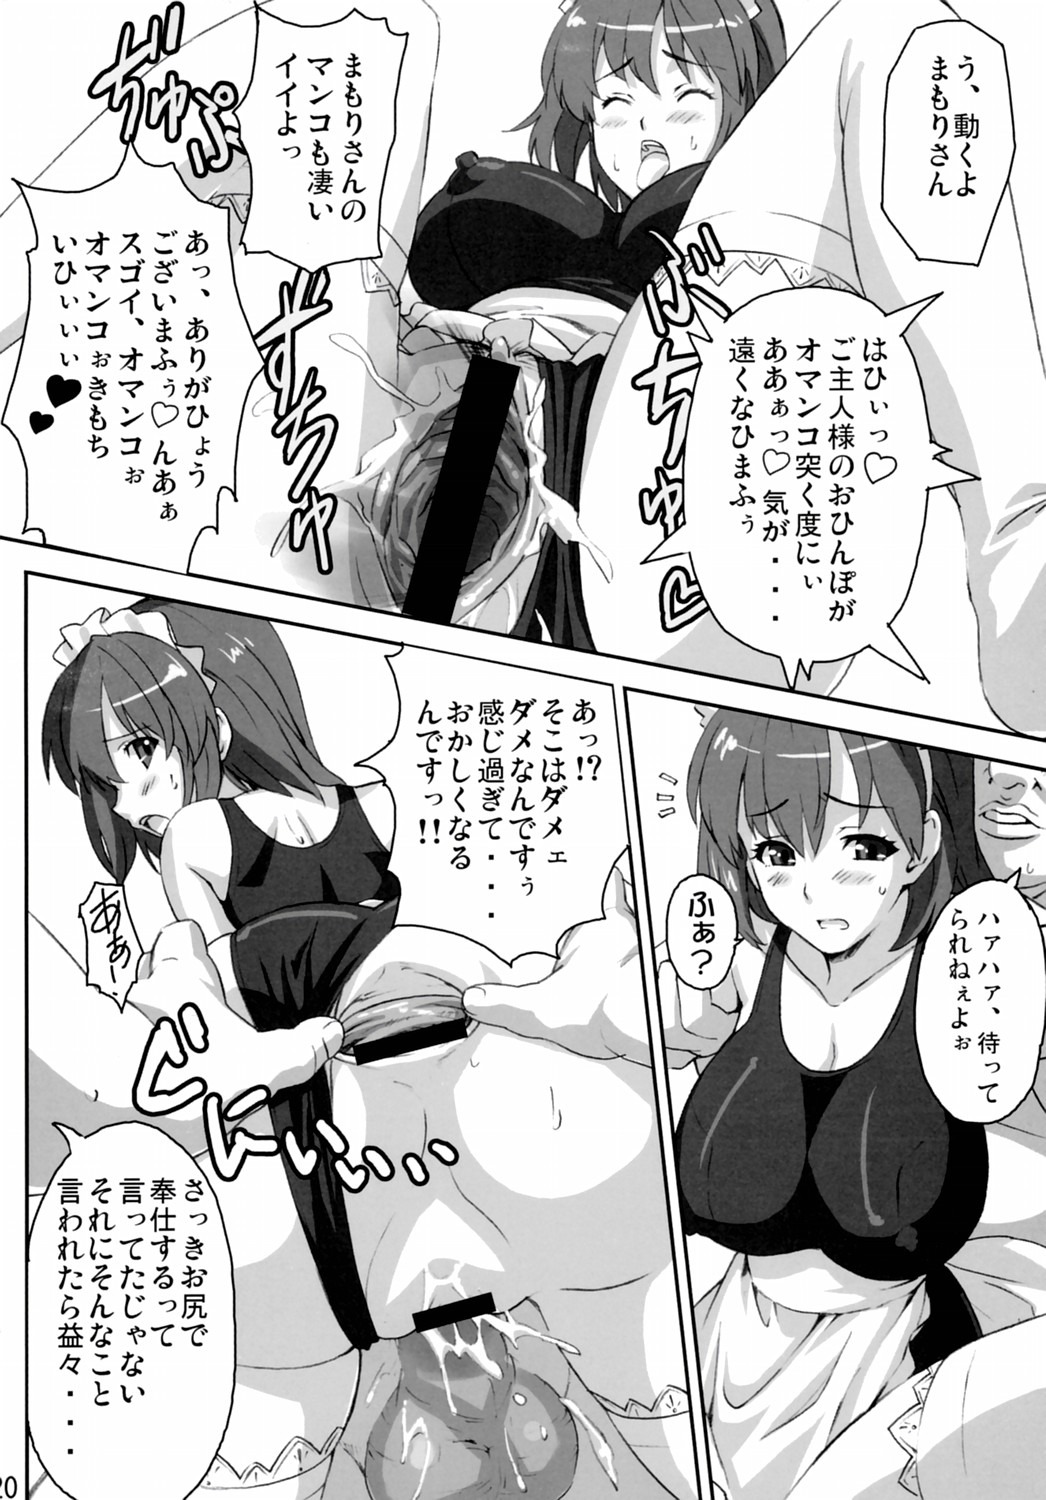 う、動くよ
まもりさん
はひぃっ♡
ご主人様のおひんぽが
オマンコ突く度にぃ
ああぁっ♡気が・・・
遠くなひまふぅ
まもりさんの
マンコも凄い
イイよっ
あっ、ありがひょう
ございまふぅ♡んあぁ
スゴイ、オマンコぉ
オマンコぉきもち
いひぃぃぃ
ぢゅぷ
ぶちゅ
ずちゅ
ハァハァ、待って
られねぇよぉ
ふぁ?
あっ!?
そこはダメェ
ダメなんですぅ
感じ過ぎて・・・
おかしくなる
んですっ!!
あぁー
ぐにぃぃ
さっきお尻で
奉仕するって
言ってたじゃない
それにそんなこと
言われたら益々・・・
20